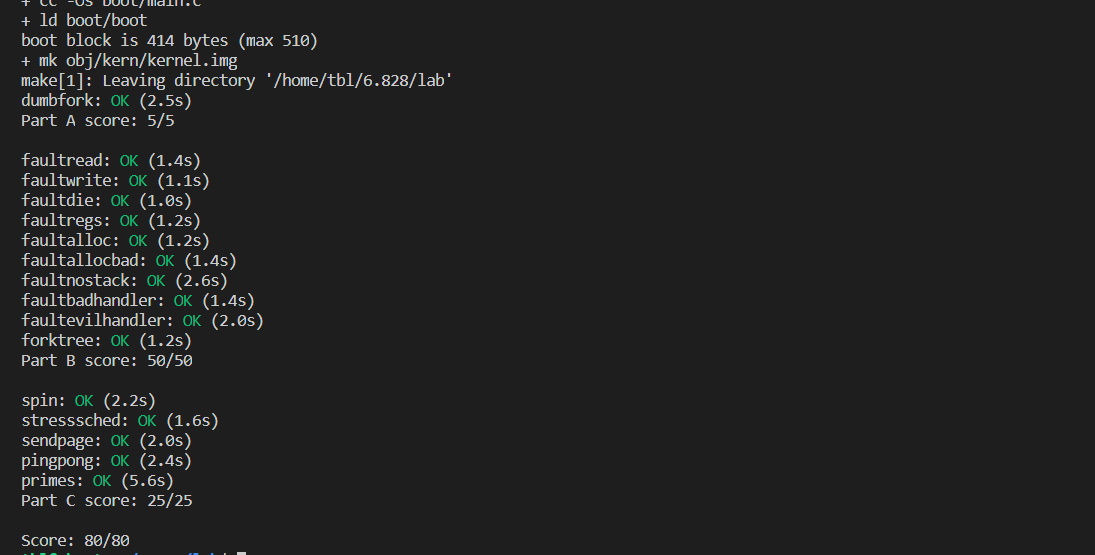 + cc -Os boot/main.c
+ ld boot/boot
boot block is 414 bytes (max 510)
+ mk obj/kern/kernel.img
make[1]: Leaving directory '/home/tbl/6.828/lab'
dumbfork: OK (2.5s)
Part A score: 5/5
faultread: OK (1.4s)
faultwrite: OK (1.1s)
faultdie: OK (1.0s)
faultregs: OK (1.2s)
faultalloc: OK (1.2s)
faultallocbad: OK (1.4s)
faultnostack: OK (2.6s)
faultbadhandler: OK (1.4s)
faultevilhandler: OK (2.0s)
forktree: OK (1.2s)
Part B score: 50/50
spin: OK (2.2s)
stresssched: OK (1.6s)
sendpage: OK (2.0s)
pingpong: OK (2.4s)
primes: OK (5.6s)
Part C score: 25/25
Score: 80/80